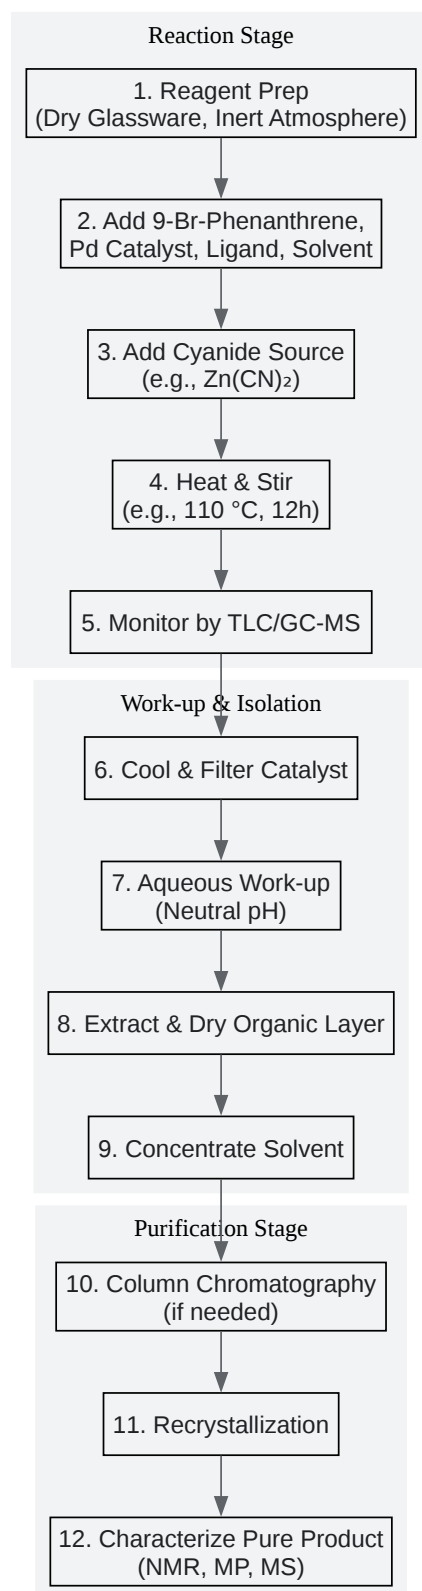 Reaction Stage
1. Reagent Prep
(Dry Glassware, Inert Atmosphere)
2. Add 9-Br-Phenanthrene,
Pd Catalyst, Ligand, Solvent
3. Add Cyanide Source
(e.g., Zn(CN)₂)
4. Heat & Stir
(e.g., 110 °C, 12h)
5. Monitor by TLC/GC-MS
Work-up & Isolation
6. Cool & Filter Catalyst
7. Aqueous Work-up
(Neutral pH)
8. Extract & Dry Organic Layer
9. Concentrate Solvent
Purification Stage
10. Column Chromatography
(if needed)
11. Recrystallization
12. Characterize Pure Product
(NMR, MP, MS)